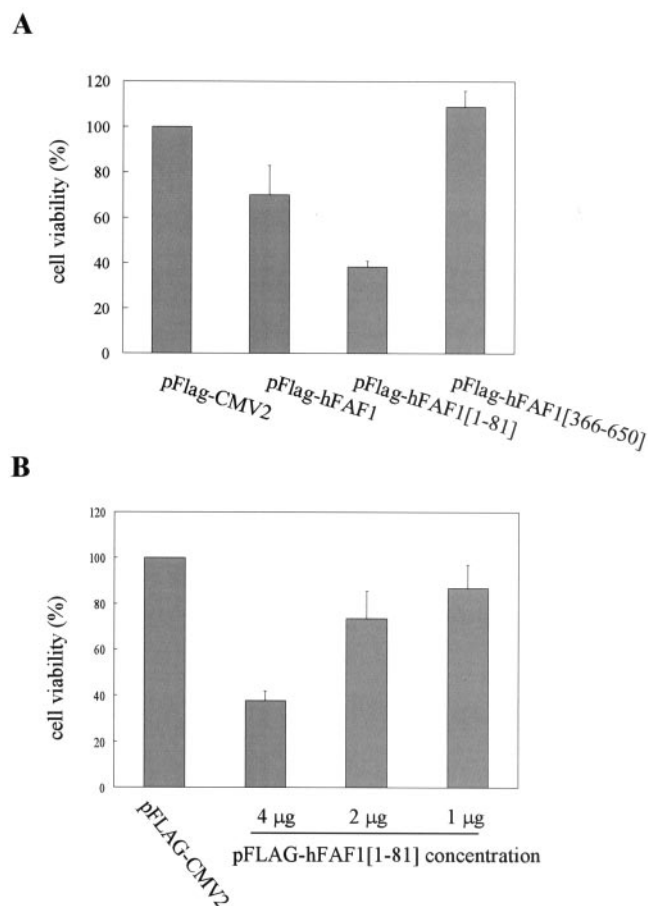 A
120
100
80
60
40
20
0
cell viability (%)
pFlag-CMV2
pFlag-hFAF1
pFlag-hFAF1[1-81]
pFlag-hFAF1[366-650]
B
120
100
80
60
40
20
0
cell viability (%)
pFLAG-CMV2
4 μg
2 μg
1 μg
pFLAG-hFAF1[1-81] concentration